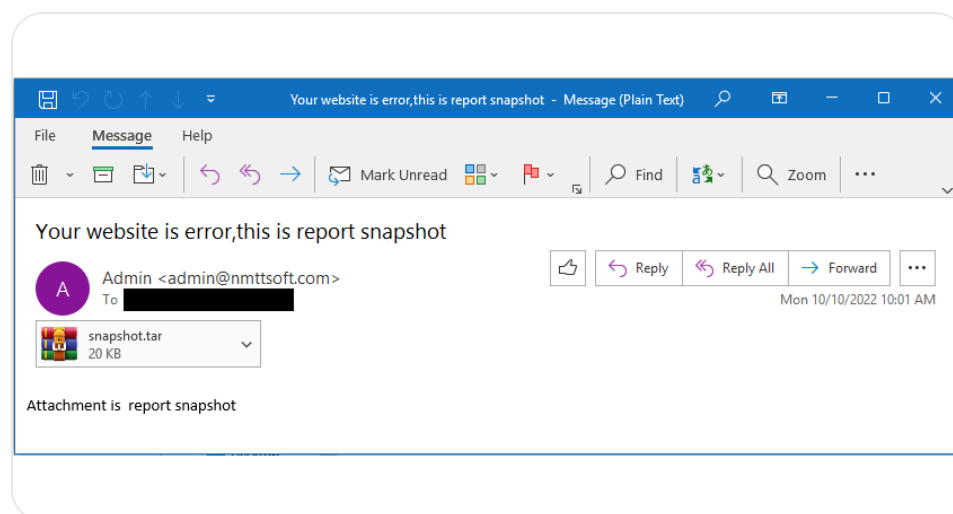 Your website is error,this is report snapshot - Message (Plain Text)
File Message Help
Mark Unread Find Zoom
Your website is error,this is report snapshot
A
Admin <admin@nmttsoft.com>
To
Reply Reply All Forward
Mon 10/10/2022 10:01 AM
snapshot.tar
20 KB
Attachment is  report snapshot